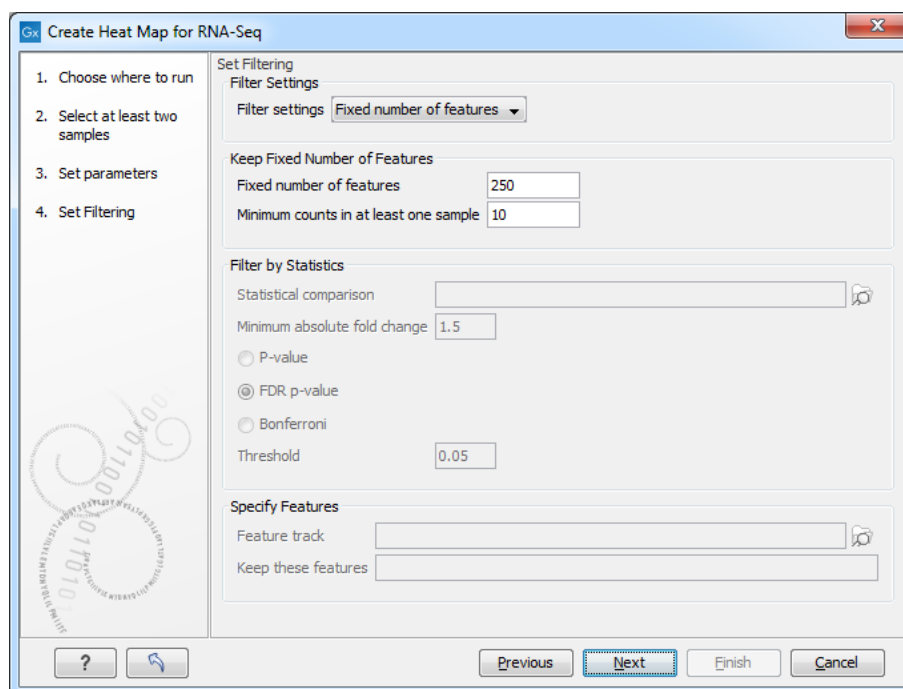 Gx Create Heat Map for RNA-Seq
1. Choose where to run
2. Select at least two
samples
3. Set parameters
4. Set Filtering
Set Filtering
Filter Settings
Filter settings Fixed number of features
Keep Fixed Number of Features
Fixed number of features 250
Minimum counts in at least one sample 10
Filter by Statistics
Statistical comparison
Minimum absolute fold change 1.5
P-value
FDR p-value
Bonferroni
Threshold 0.05
Specify Features
Feature track
Keep these features
? Previous Next Finish Cancel